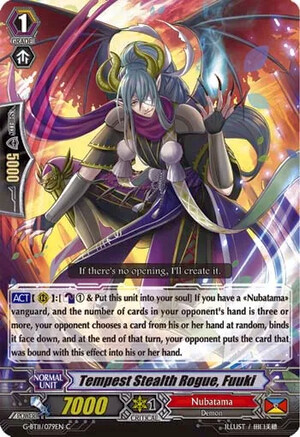 1
GRADE
SHIELD
5000
If there's no opening, I'll create it.
ACT [ ]:[ ① & Put this unit into your soul] If you have a «Nubatama»
vanguard, and the number of cards in your opponent's hand is three or
more, your opponent chooses a card from his or her hand at random, binds
it face down, and at the end of that turn, your opponent puts the card that
was bound with this effect into his or her hand.
NORMAL
UNIT
Tempest Stealth Rogue, Fuuki
POWER
7000
1
CRITICAL
Nubatama
Demon
G-BT11/079EN C
ILLUST /